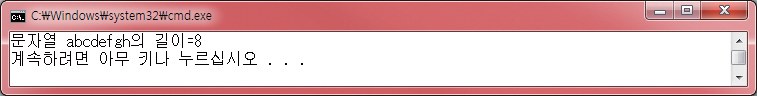 C:₩Windows₩system32₩cmd.exe
문자열 abcdefgh의 길이=8
계속하려면 아무 키나 누르십시오 . . .